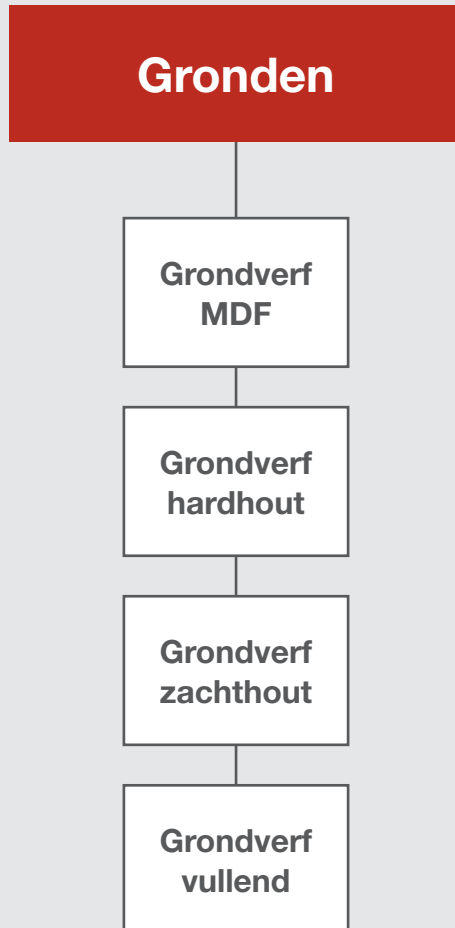 Gronden
Grondverf
MDF
Grondverf
hardhout
Grondverf
zachthout
Grondverf
vullend